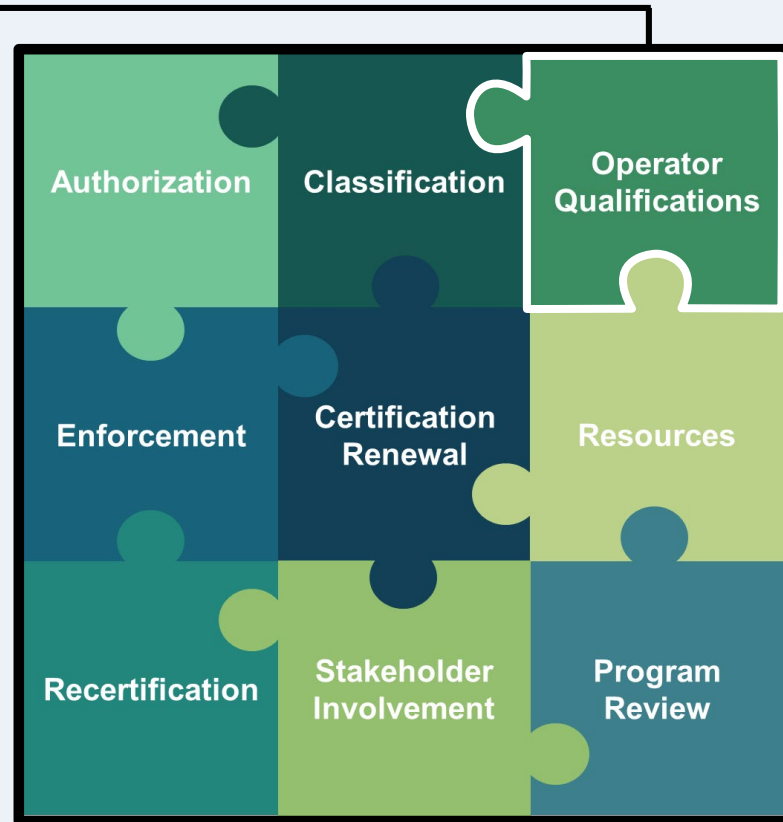 Authorization
Classification
Operator
Qualifications
Enforcement
Certification
Renewal
Resources
Recertification
Stakeholder
Involvement
Program
Review